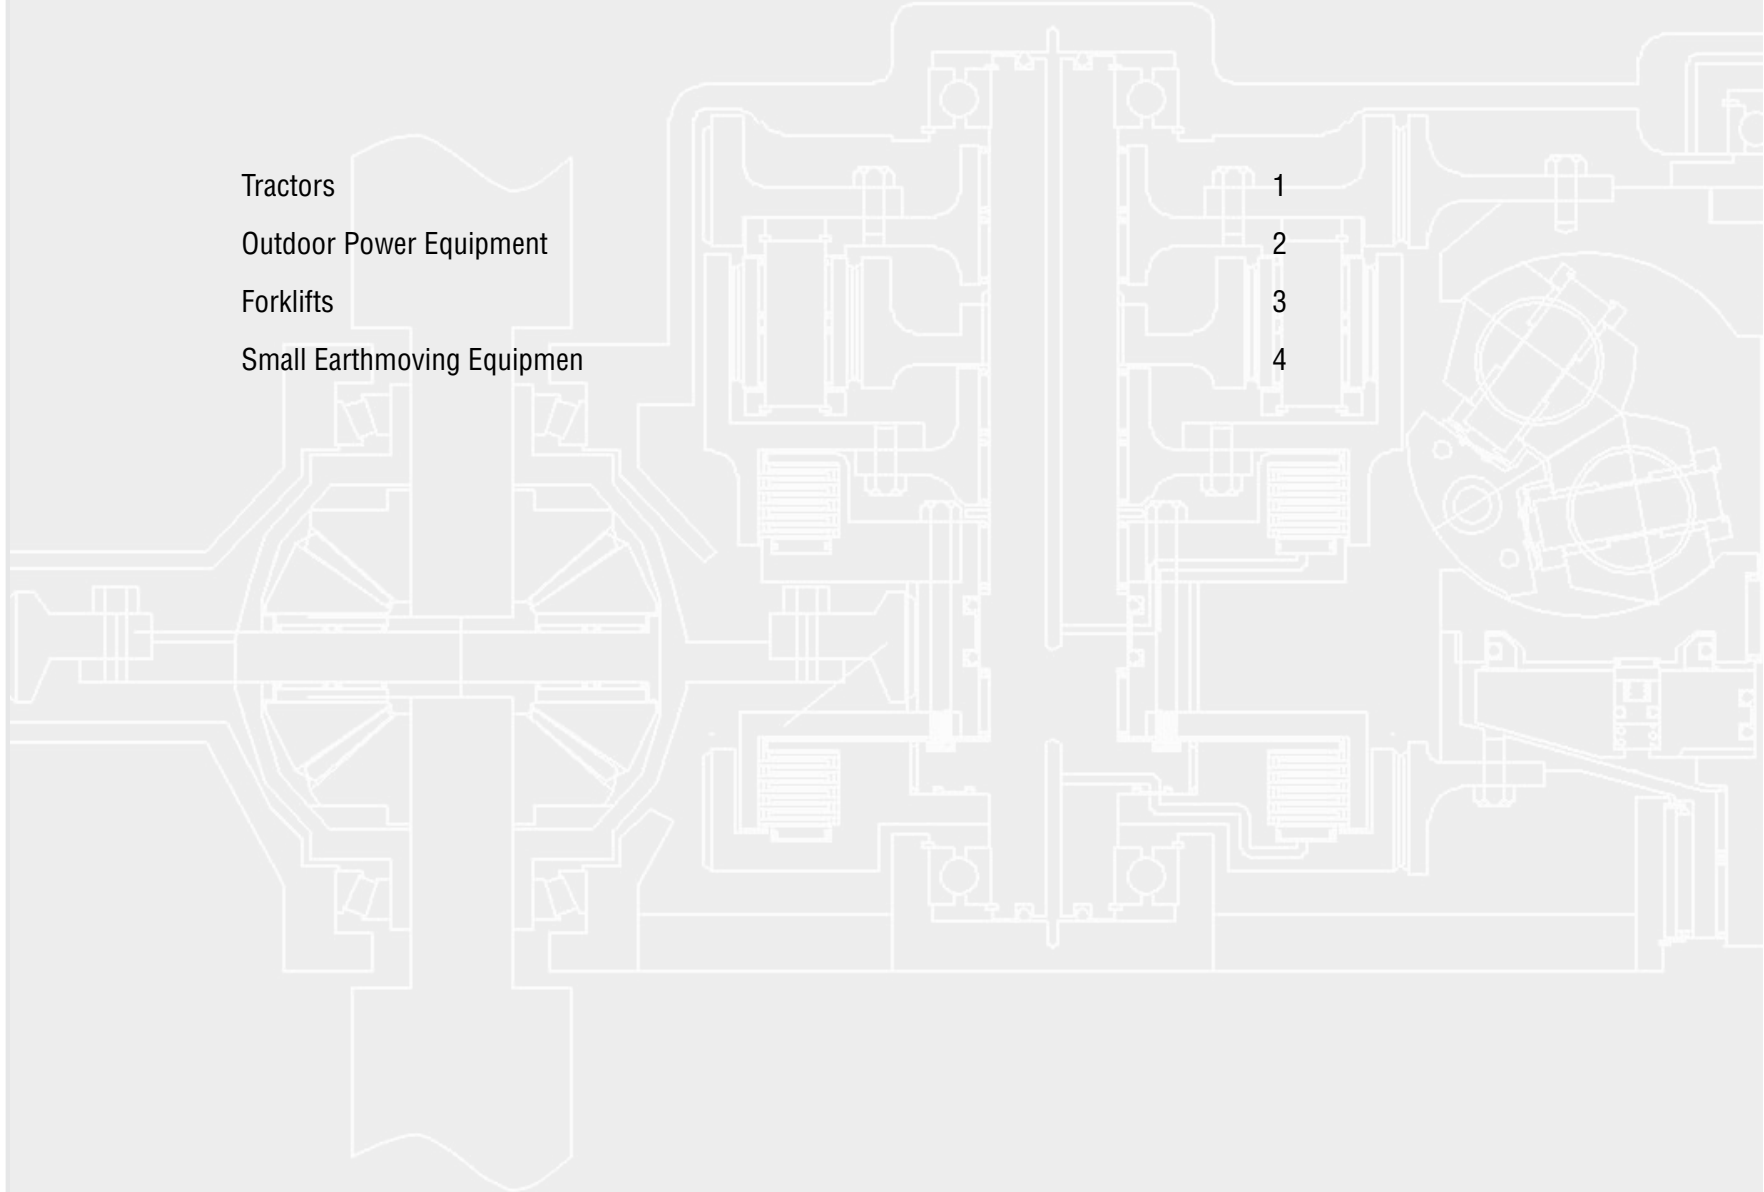 Tractors 1
Outdoor Power Equipment 2
Forklifts 3
Small Earthmoving Equipmen 4